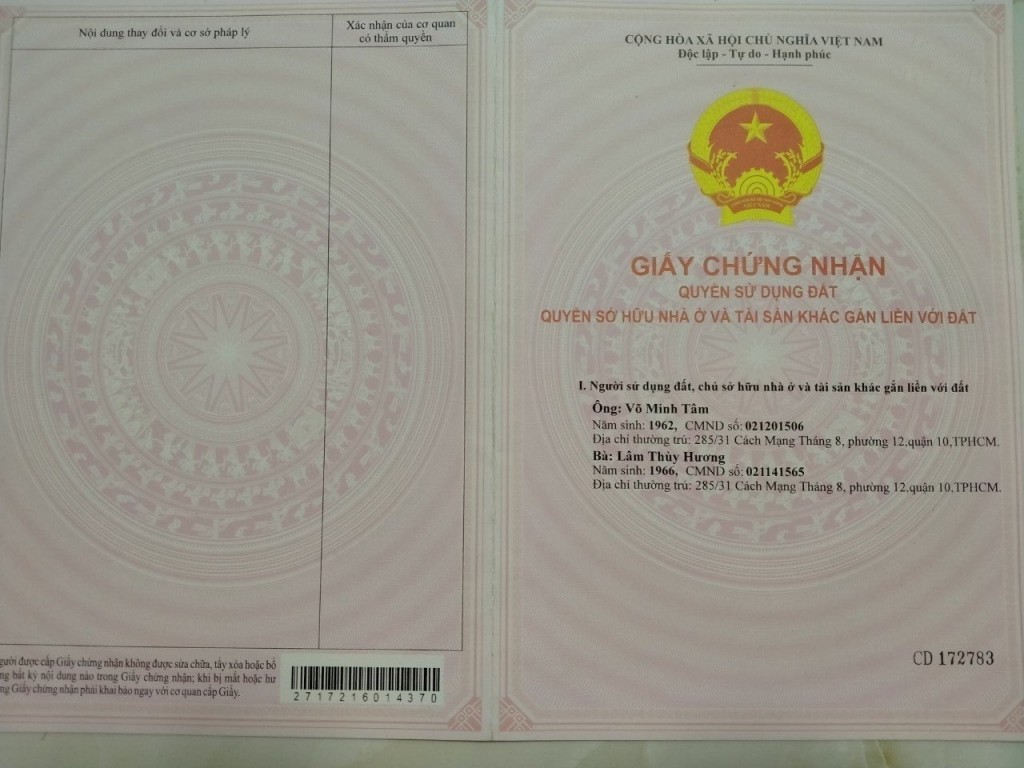 Nội dung thay đổi và cơ sở pháp lý
Xác nhận của cơ quan
có thẩm quyền
gười được cấp Giấy chứng nhận không được sửa chữa, tẩy xóa hoặc bổ
ng bất kỳ nội dung nào trong Giấy chứng nhận; khi bị mất hoặc hư
ng Giấy chứng nhận phải khai báo ngay với cơ quan cấp Giấy.
2717216014370
CỘNG HÒA XÃ HỘI CHỦ NGHĨA VIỆT NAM
Độc lập - Tự do - Hạnh phúc
VIỆT NAM
GIẤY CHỨNG NHẬN
QUYỀN SỬ DỤNG ĐẤT
QUYỀN SỞ HỮU NHÀ Ở VÀ TÀI SẢN KHÁC GẮN LIỀN VỚI ĐẤT
I. Người sử dụng đất, chủ sở hữu nhà ở và tài sản khác gắn liền với đất
Ông: Võ Minh Tâm
Năm sinh: 1962, CMND số: 021201506
Địa chỉ thường trú: 285/31 Cách Mạng Tháng 8, phường 12,quận 10,TPHCM.
Bà: Lâm Thùy Hương
Năm sinh: 1966, CMND số: 021141565
Địa chỉ thường trú: 285/31 Cách Mạng Tháng 8, phường 12,quận 10,TPHCM.
CD 172783